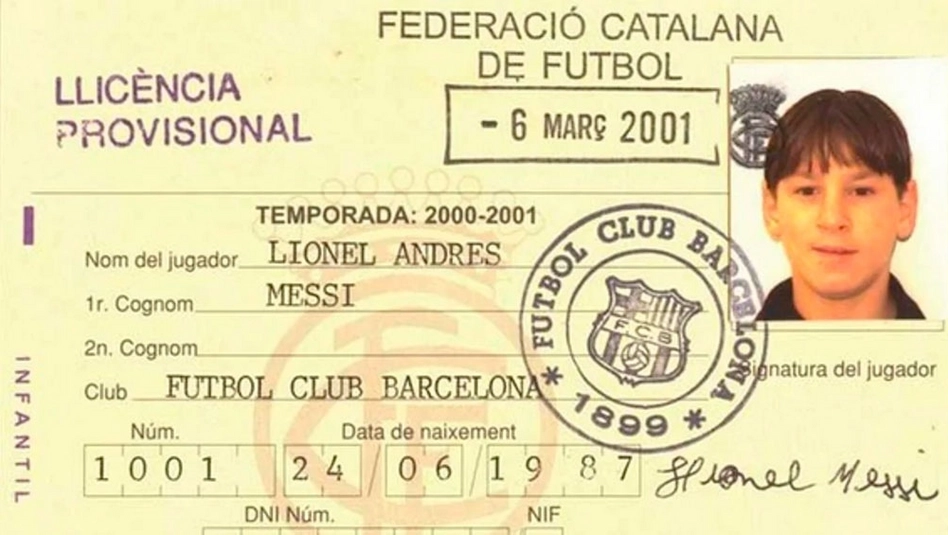 FEDERACIÓ CATALANA
DE FUTBOL
LLICÈNCIA
PROVISIONAL
- 6 MARÇ 2001
TEMPORADA: 2000-2001
Nom del jugador LIONEL ANDRES
1r. Cognom MESSI
2n. Cognom
Club FUTBOL CLUB BARCELONA
FUTBOL CLUB BARCELONA
FCB
* 1899 *
Signatura del jugador
INFANTIL
Núm. Data de naixement
1001 24 06 1987
Lionel Messi
DNI Núm. NIF